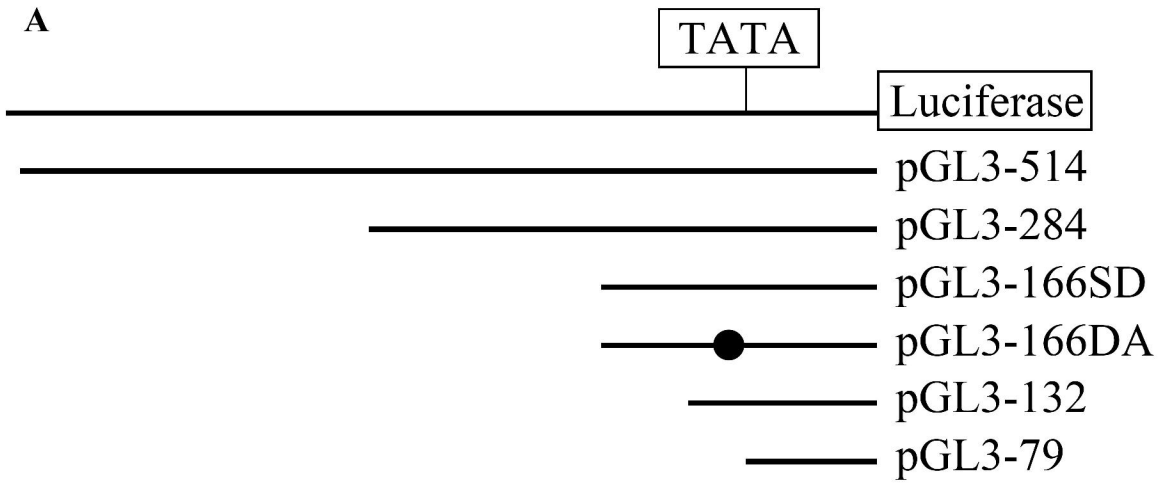 A
TATA
Luciferase
pGL3-514
pGL3-284
pGL3-166SD
pGL3-166DA
pGL3-132
pGL3-79